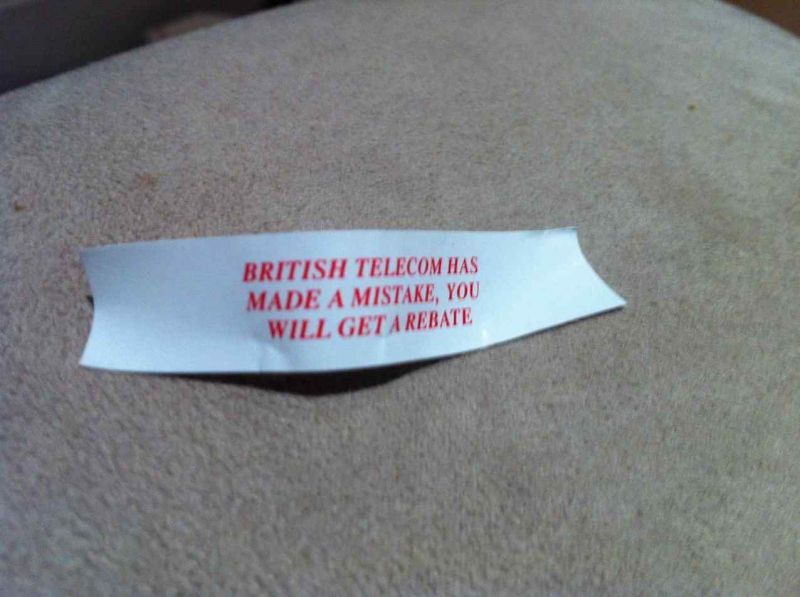 BRITISH TELECOM HAS
MADE A MISTAKE, YOU
WILL GET A REBATE